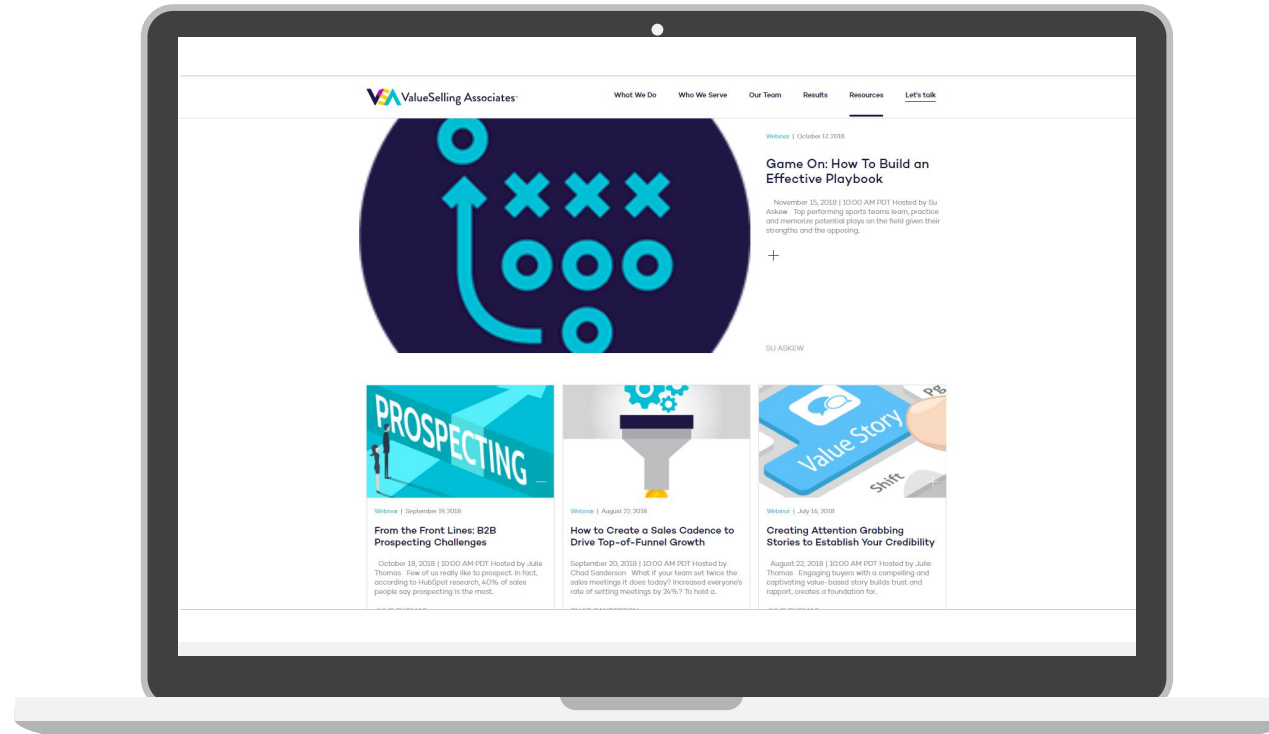 VSA ValueSelling Associates
What We Do Who We Serve Our Team Results Resources Let's talk
Webinar | October 17, 2018
Game On: How To Build an
Effective Playbook
November 15, 2018 | 10:00 AM PDT Hosted by Su
Askew Top performing sports teams learn, practice
and memorize potential plays on the field given their
strengths and the opposing..
SU ASKEW
PROSPECTING
Webinar | September 19, 2018
From the Front Lines: B2B
Prospecting Challenges
October 18, 2018 | 10:00 AM PDT Hosted by Julie
Thomas Few of us really like to prospect. In fact,
according to HubSpot research, 40% of sales
people say prospecting is the most..
Webinar | August 22, 2018
How to Create a Sales Cadence to
Drive Top-of-Funnel Growth
September 20, 2018 | 10:00 AM PDT Hosted by
Chad Sanderson What if your team set twice the
sales meetings it does today? Increased everyone's
rate of setting meetings by 24%? To hold a..
Value Story
Shift
Pg
Webinar | July 16, 2018
Creating Attention Grabbing
Stories to Establish Your Credibility
August 22, 2018 | 10:00 AM PDT Hosted by Julie
Thomas Engaging buyers with a compelling and
captivating value-based story builds trust and
rapport, creates a foundation for..